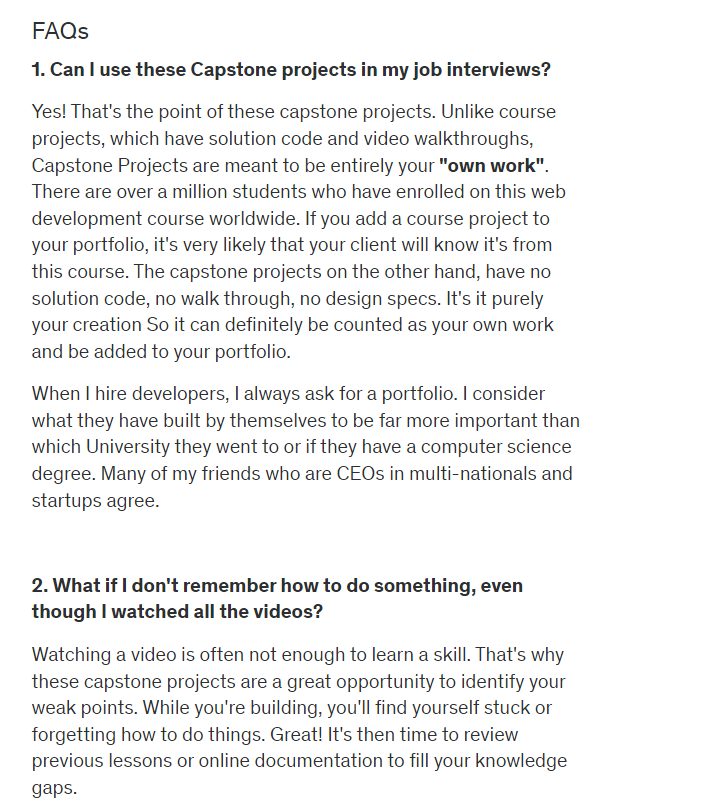 FAQs
1. Can I use these Capstone projects in my job interviews?
Yes! That's the point of these capstone projects. Unlike course
projects, which have solution code and video walkthroughs,
Capstone Projects are meant to be entirely your "own work".
There are over a million students who have enrolled on this web
development course worldwide. If you add a course project to
your portfolio, it's very likely that your client will know it's from
this course. The capstone projects on the other hand, have no
solution code, no walk through, no design specs. It's it purely
your creation So it can definitely be counted as your own work
and be added to your portfolio.
When I hire developers, I always ask for a portfolio. I consider
what they have built by themselves to be far more important than
which University they went to or if they have a computer science
degree. Many of my friends who are CEOs in multi-nationals and
startups agree.
2. What if I don't remember how to do something, even
though I watched all the videos?
Watching a video is often not enough to learn a skill. That's why
these capstone projects are a great opportunity to identify your
weak points. While you're building, you'll find yourself stuck or
forgetting how to do things. Great! It's then time to review
previous lessons or online documentation to fill your knowledge
gaps.